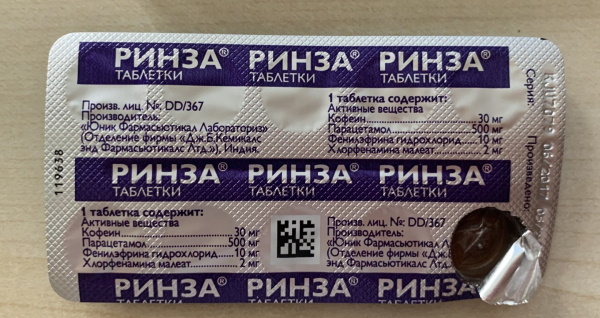 РИНЗА® РИНЗА® РИНЗА®
ТАБЛЕТКИ ТАБЛЕТКИ ТАБЛЕТКИ
Произв. лиц. №: DD/367
Производитель:
«Юник Фармасьютикал Лабораториз»
(Отделение фирмы «Дж.Б.Кемикалс
энд Фармасьютикалс Лтд.»), Индия.
1 таблетка содержит:
Активные вещества
Кофеин 30 мг
Парацетамол 500 мг
Фенилэфрина гидрохлорид 10 мг
Хлорфенамина малеат 2 мг
Серия:
Произведено:
119638
РИНЗА® РИНЗА® РИНЗА®
ТАБЛЕТКИ ТАБЛЕТКИ ТАБЛЕТКИ
1 таблетка содержит:
Активные вещества
Кофеин 30 мг
Парацетамол 500 мг
Фенилэфрина гидрохлорид 10 мг
Хлорфенамина малеат 2 мг
Произв. лиц. №: DD/367
Производитель:
«Юник Фармасьютикал
(Отделение фирмы «Дж.
энд Фармасьютикалс Лтд
РИНЗА® РИНЗА® РИНЗА
ТАБЛЕТКИ ТАБЛЕТКИ ТАБЛЕТКИ